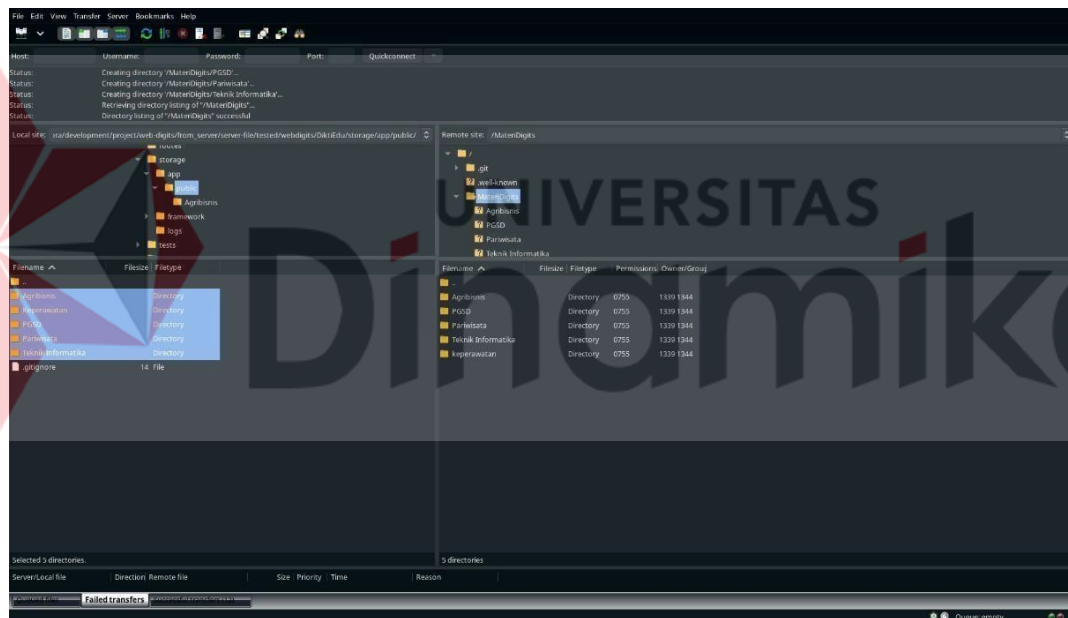 File Edit View Transfer Server Bookmarks Help
Host: Username: Password: Port: Quickconnect
Status: Creating directory '/MateriDigits/PGSD'...
Status: Creating directory '/MateriDigits/Pariwisata'...
Status: Creating directory '/MateriDigits/Teknik Informatika'...
Status: Retrieving directory listing of "/MateriDigits"...
Status: Directory listing of "/MateriDigits" successful
Local site: ıra/development/project/web-digits/from_server/server-file/tested/webdigits/DiktiEdu/storage/app/public/
routes
storage
app
public
Agribisnis
framework
logs
tests
Remote site: /MateriDigits
/
.git
.well-known
MateriDigits
Agribisnis
PGSD
Pariwisata
Teknik Informatika
UNIVERSITAS
Dinamika
Filename Filesize Filetype
..
Agribisnis Directory
Keperawatan Directory
PGSD Directory
Pariwisata Directory
Teknik Informatika Directory
.gitignore 14 File
Selected 5 directories.
Filename Filesize Filetype Permissions Owner/Group
..
Agribisnis Directory 0755 1339 1344
PGSD Directory 0755 1339 1344
Pariwisata Directory 0755 1339 1344
Teknik Informatika Directory 0755 1339 1344
keperawatan Directory 0755 1339 1344
5 directories
Server/Local file Direction Remote file Size Priority Time Reason
Failed transfers
Queue: empty